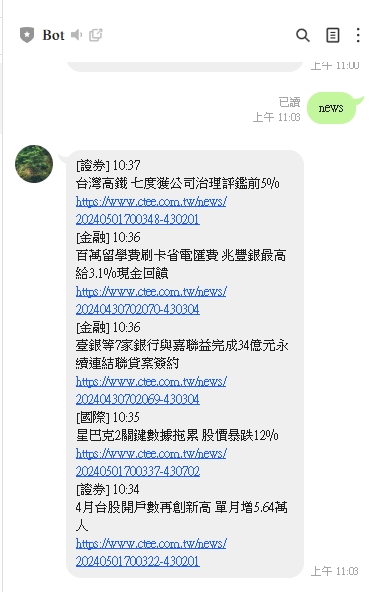 Bot
上午 11:00
已讀
上午 11:03
news
[證券] 10:37
台灣高鐵 七度獲公司治理評鑑前5%
https://www.ctee.com.tw/news/
20240501700348-430201
[金融] 10:36
百萬留學費刷卡省電匯費 兆豐銀最高
給3.1%現金回饋
https://www.ctee.com.tw/news/
20240430702070-430304
[金融] 10:36
臺銀等7家銀行與嘉聯益完成34億元永
續連結聯貸案簽約
https://www.ctee.com.tw/news/
20240430702069-430304
[國際] 10:35
星巴克2關鍵數據拖累 股價暴跌12%
https://www.ctee.com.tw/news/
20240501700337-430702
[證券] 10:34
4月台股開戶數再創新高 單月增5.64萬
人
https://www.ctee.com.tw/news/
20240501700322-430201
上午 11:03